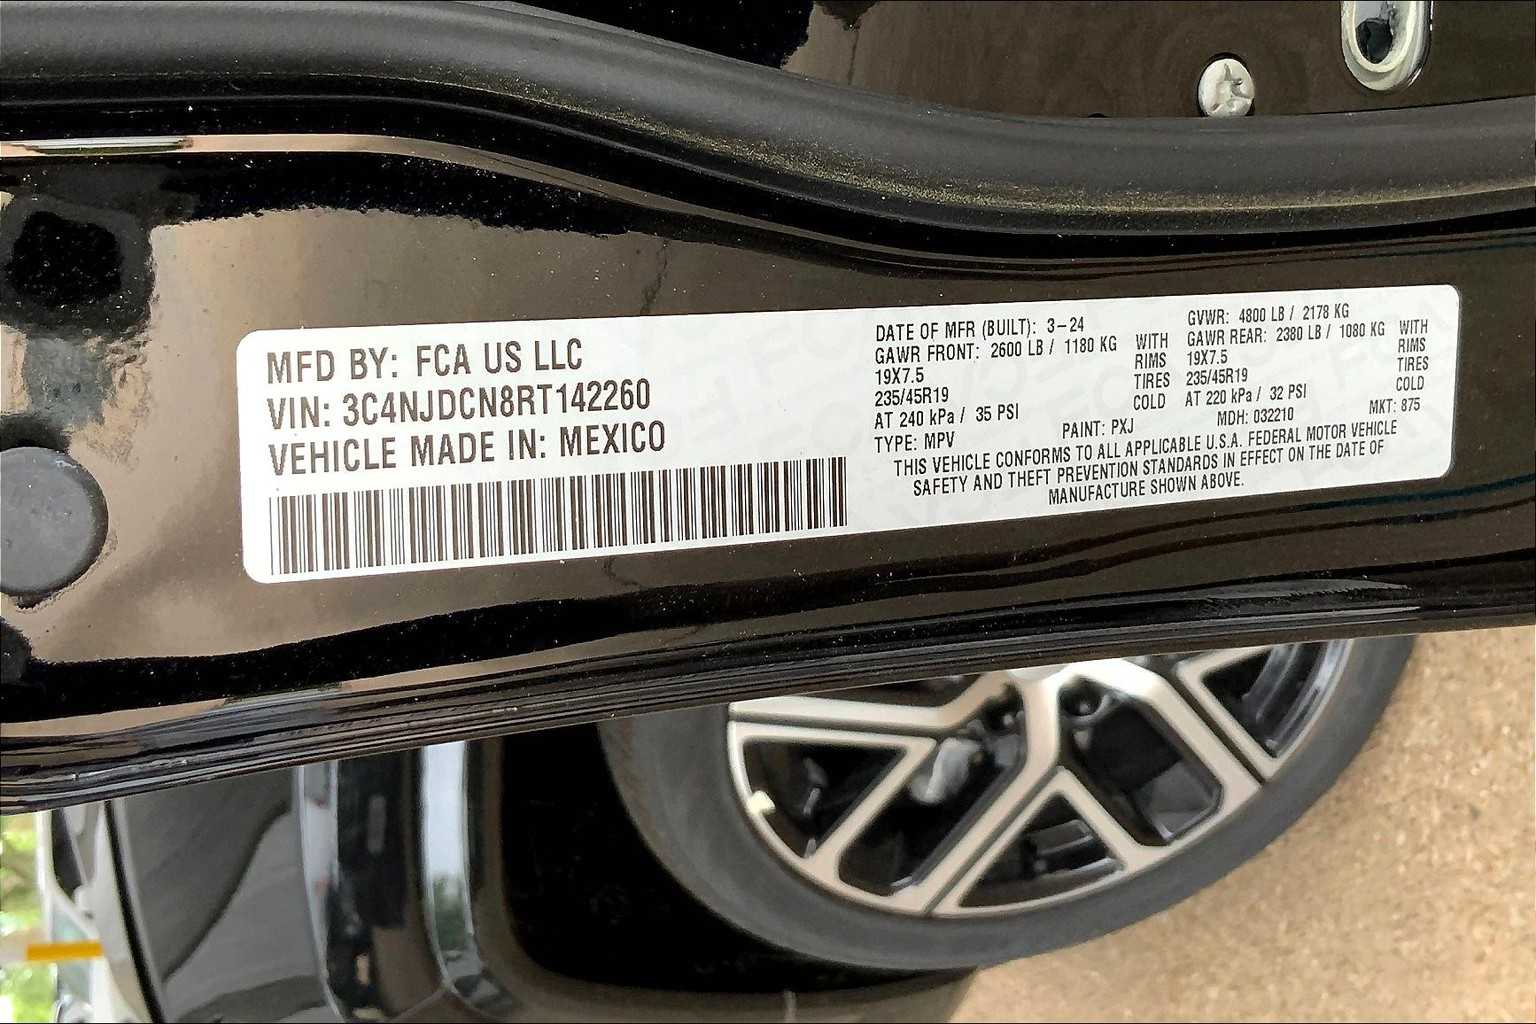 MFD BY: FCA US LLC
VIN: 3C4NJDCN8RT142260
VEHICLE MADE IN: MEXICO
DATE OF MFR (BUILT): 3-24
GAWR FRONT: 2600 LB / 1180 KG
WITH
19X7.5
RIMS
235/45R19
TIRES
AT 240 kPa / 35 PSI
COLD
TYPE: MPV
PAINT: PXJ
GVWR: 4800 LB / 2178 KG
GAWR REAR: 2380 LB / 1080 KG
WITH
19X7.5
RIMS
235/45R19
TIRES
AT 220 kPa / 32 PSI
COLD
MDH: 032210
MKT: 875
THIS VEHICLE CONFORMS TO ALL APPLICABLE U.S.A. FEDERAL MOTOR VEHICLE
SAFETY AND THEFT PREVENTION STANDARDS IN EFFECT ON THE DATE OF
MANUFACTURE SHOWN ABOVE.